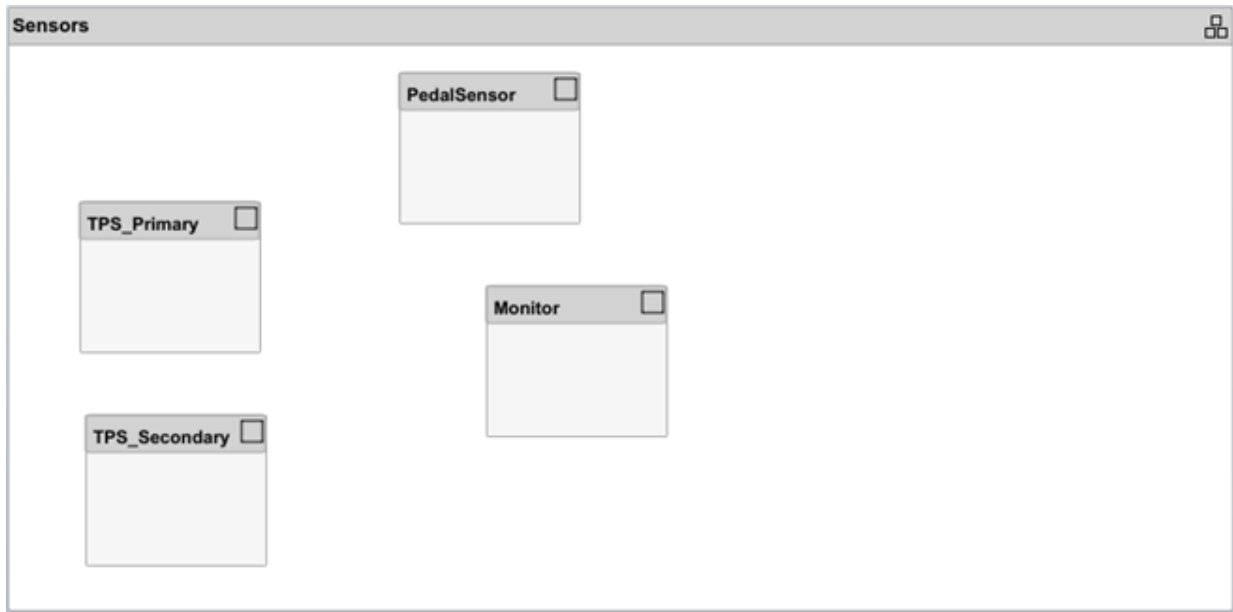 Sensors
PedalSensor
TPS_Primary
Monitor
TPS_Secondary